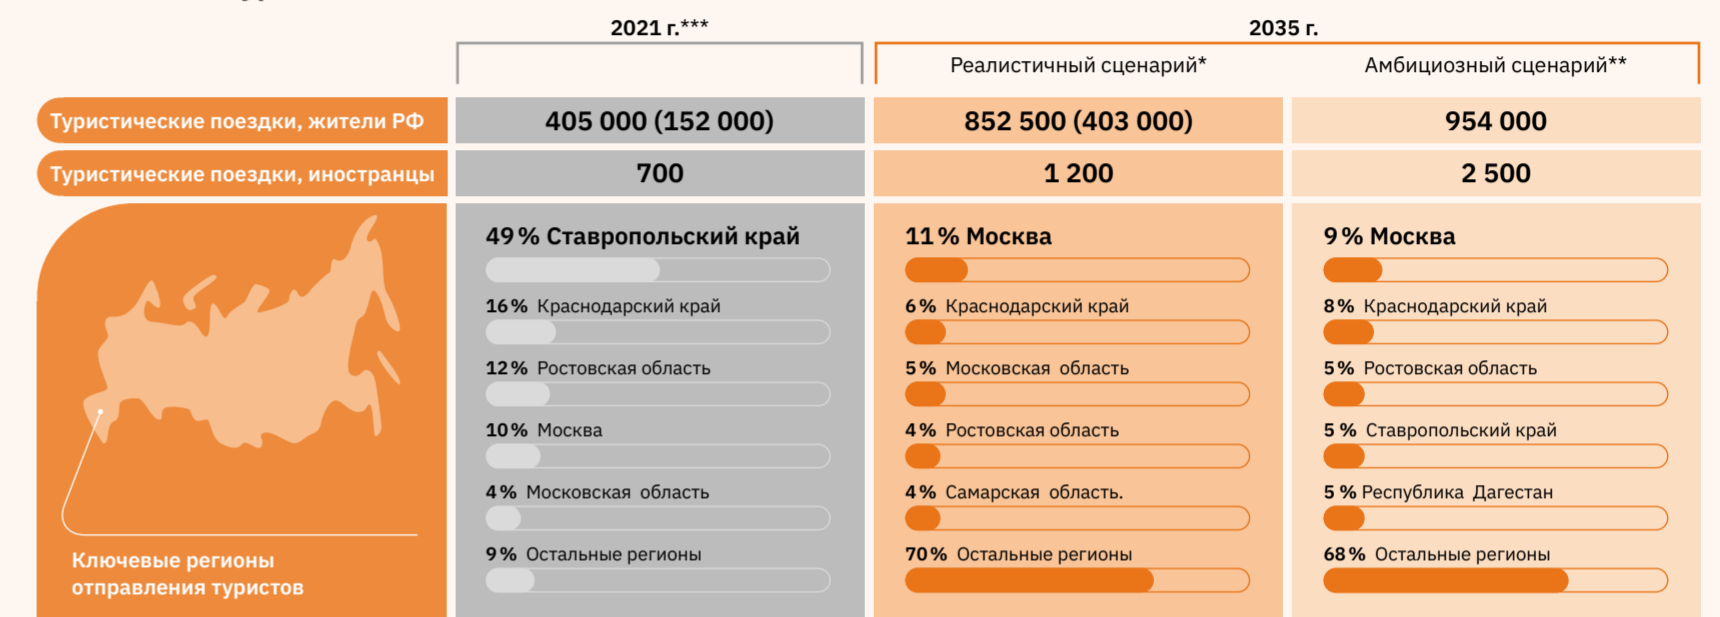 2021 г.***
2035 г.
Реалистичный сценарий*
Амбициозный сценарий**
Туристические поездки, жители РФ
405 000 (152 000)
852 500 (403 000)
954 000
Туристические поездки, иностранцы
700
1 200
2 500
49 % Ставропольский край
16 % Краснодарский край
12 % Ростовская область
10 % Москва
4 % Московская область
9 % Остальные регионы
11 % Москва
6 % Краснодарский край
5 % Московская область
4 % Ростовская область
4 % Самарская область.
70 % Остальные регионы
9 % Москва
8 % Краснодарский край
5 % Ростовская область
5 % Ставропольский край
5 % Республика Дагестан
68 % Остальные регионы
Ключевые регионы
отправления туристов